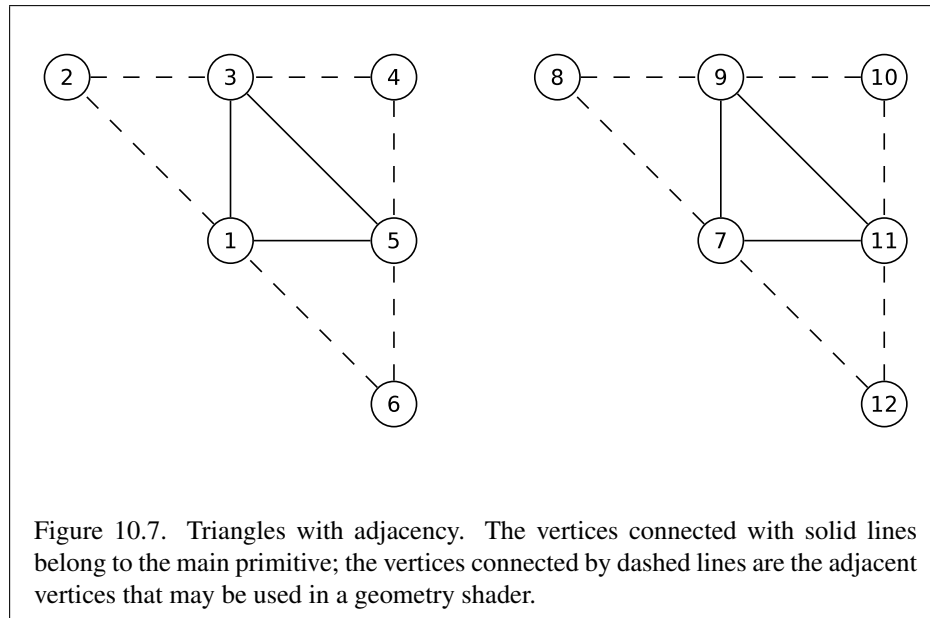 2 3 4 8 9 10
1 5 7 11
6 12
Figure 10.7. Triangles with adjacency. The vertices connected with solid lines
belong to the main primitive; the vertices connected by dashed lines are the adjacent
vertices that may be used in a geometry shader.